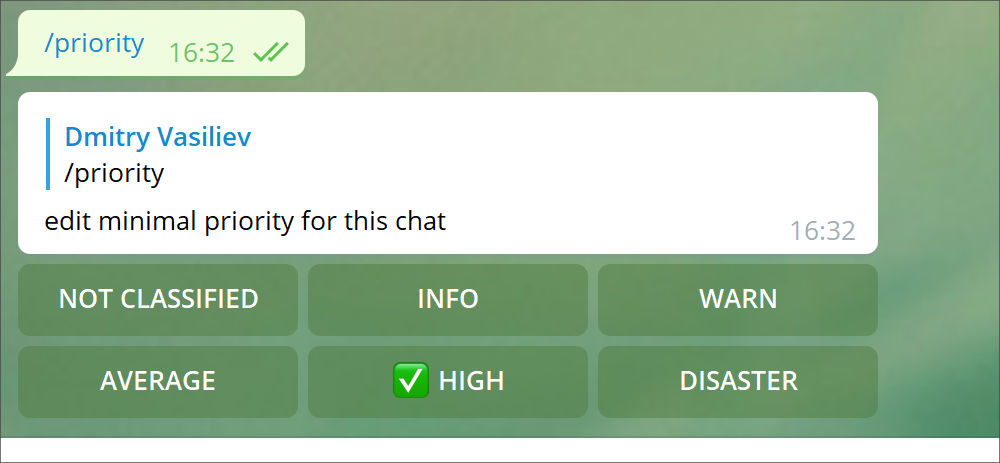 /priority 16:32
Dmitry Vasiliev
/priority
edit minimal priority for this chat
16:32
NOT CLASSIFIED INFO WARN
AVERAGE ✅ HIGH DISASTER